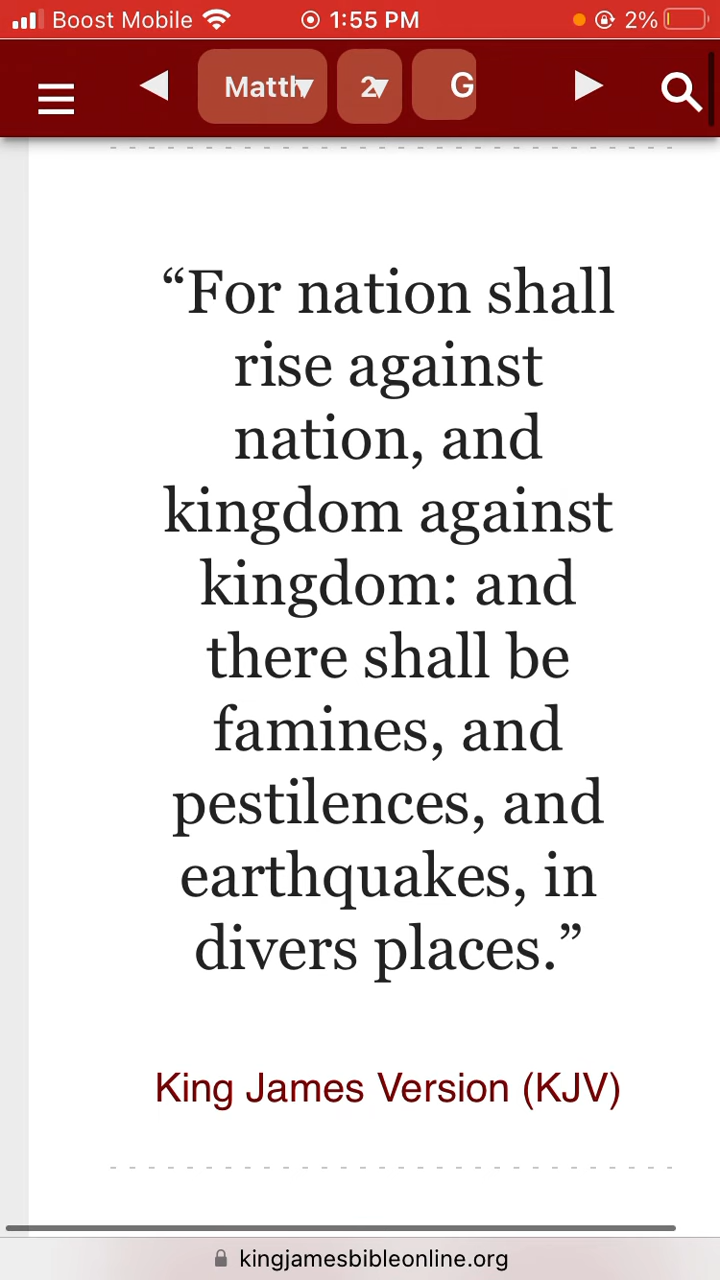 Boost Mobile 1:55 PM 2%
Matth 2 G
“For nation shall
rise against
nation, and
kingdom against
kingdom: and
there shall be
famines, and
pestilences, and
earthquakes, in
divers places.”
King James Version (KJV)
kingjamesbibleonline.org